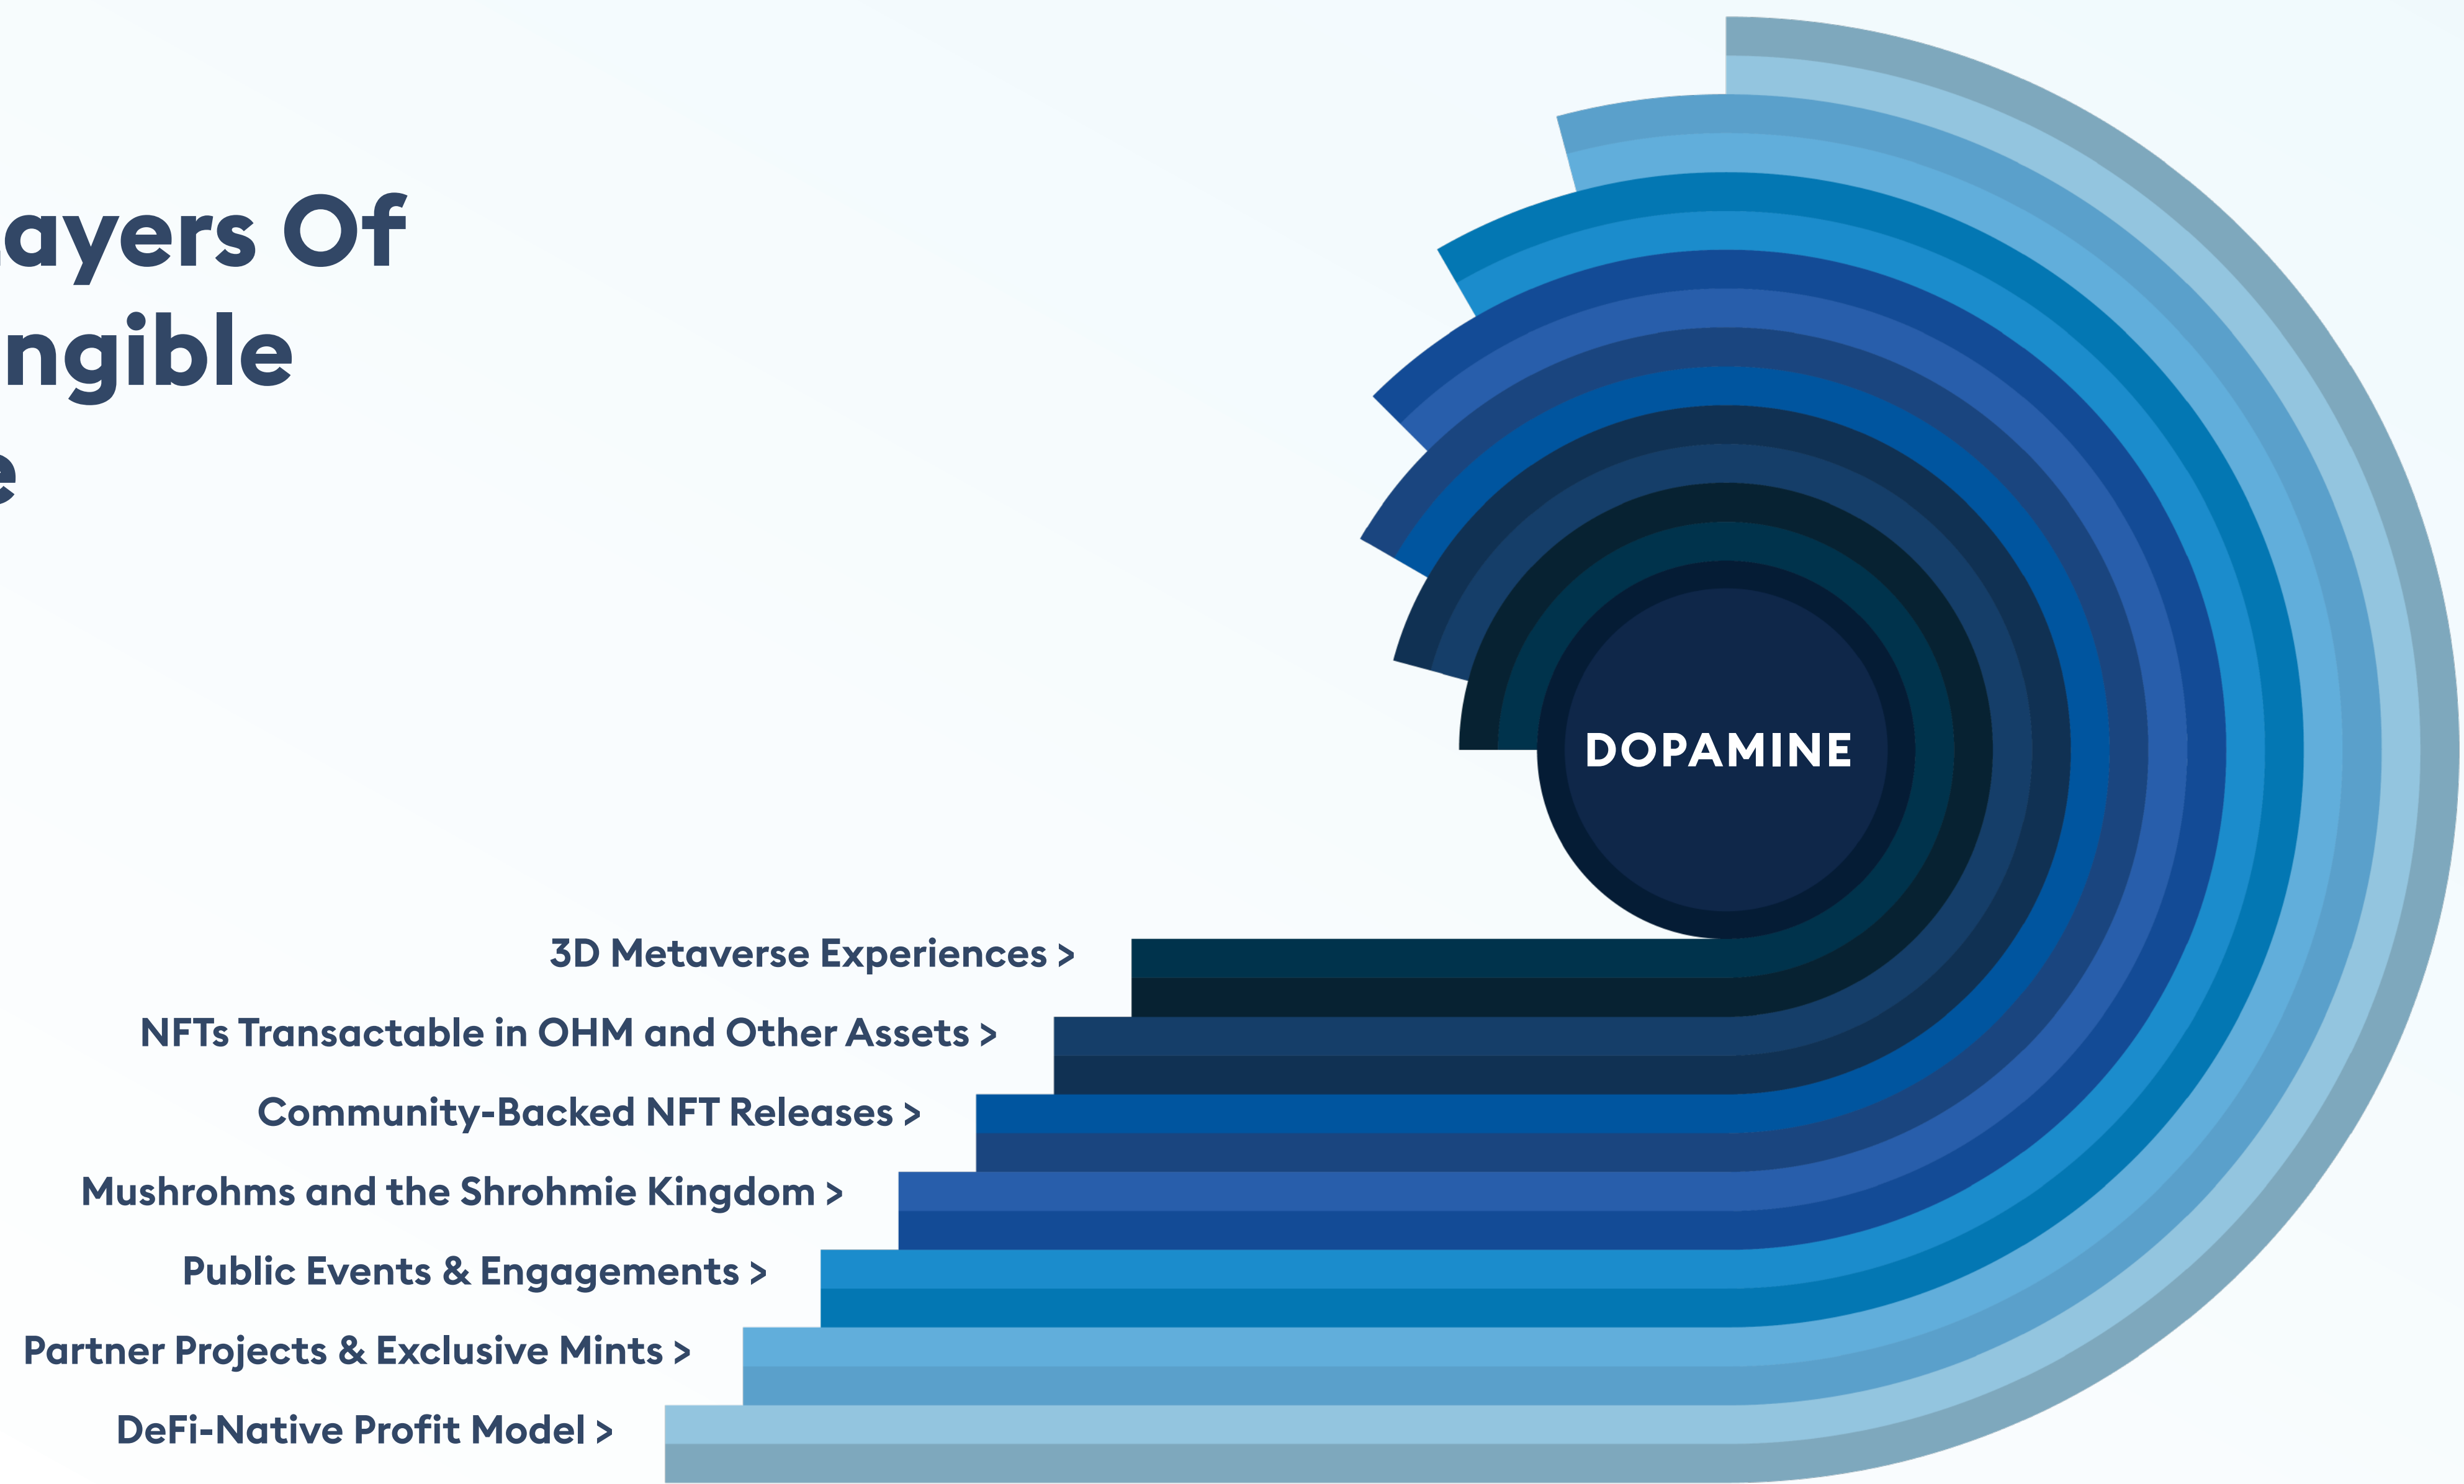 ayers Of
ngible
e
DOPAMINE
3D Metaverse Experiences >
NFTs Transactable in OHM and Other Assets >
Community-Backed NFT Releases >
Mushrohms and the Shrohmie Kingdom >
Public Events & Engagements >
Partner Projects & Exclusive Mints >
DeFi-Native Profit Model >